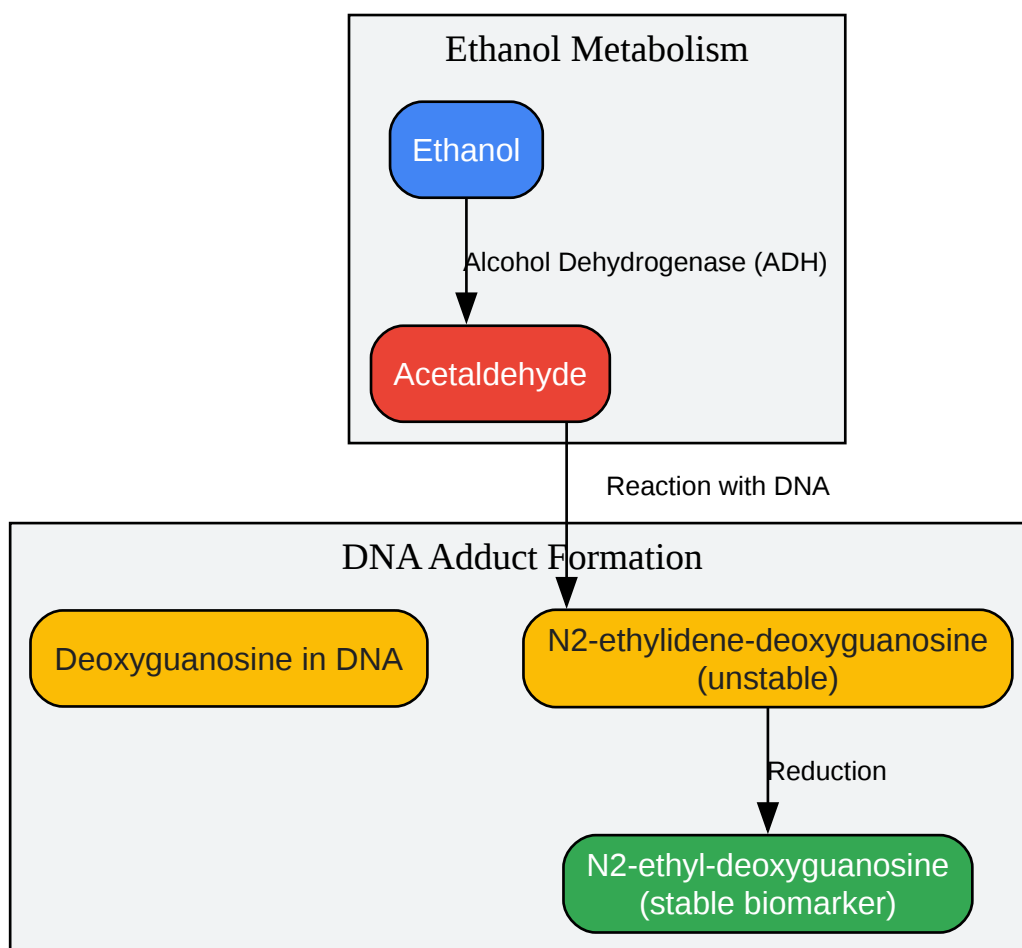 Ethanol Metabolism
Ethanol
Alcohol Dehydrogenase (ADH)
Acetaldehyde
Reaction with DNA
DNA Adduct Formation
Deoxyguanosine in DNA
N2-ethylidene-deoxyguanosine
(unstable)
Reduction
N2-ethyl-deoxyguanosine
(stable biomarker)